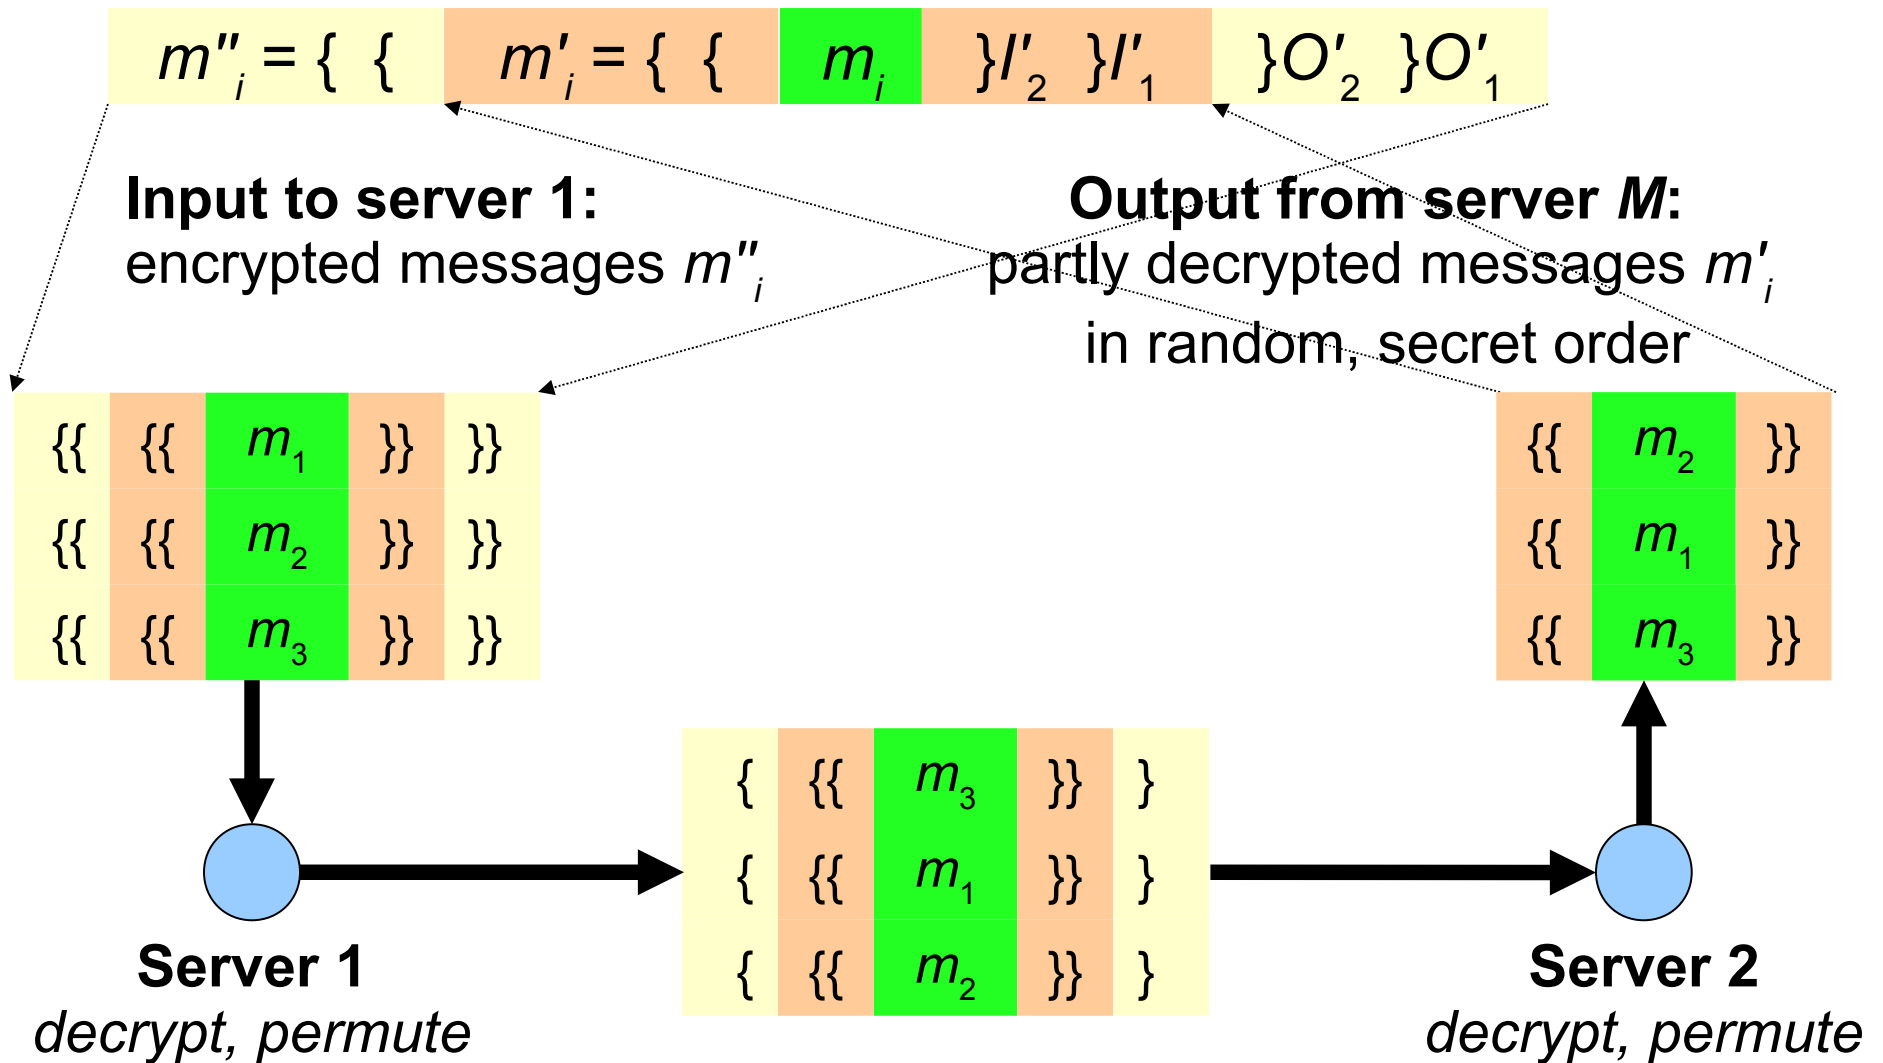 m″ᵢ = { { m′ᵢ = { { mᵢ }I′₂ }I′₁ }O′₂ }O′₁
Input to server 1:
encrypted messages m″ᵢ
Output from server M:
partly decrypted messages m′ᵢ
in random, secret order
{{ {{ m₁ }} }}
{{ {{ m₂ }} }}
{{ {{ m₃ }} }}
{{ m₂ }}
{{ m₁ }}
{{ m₃ }}
{ {{ m₃ }} }
{ {{ m₁ }} }
{ {{ m₂ }} }
Server 1
decrypt, permute
Server 2
decrypt, permute